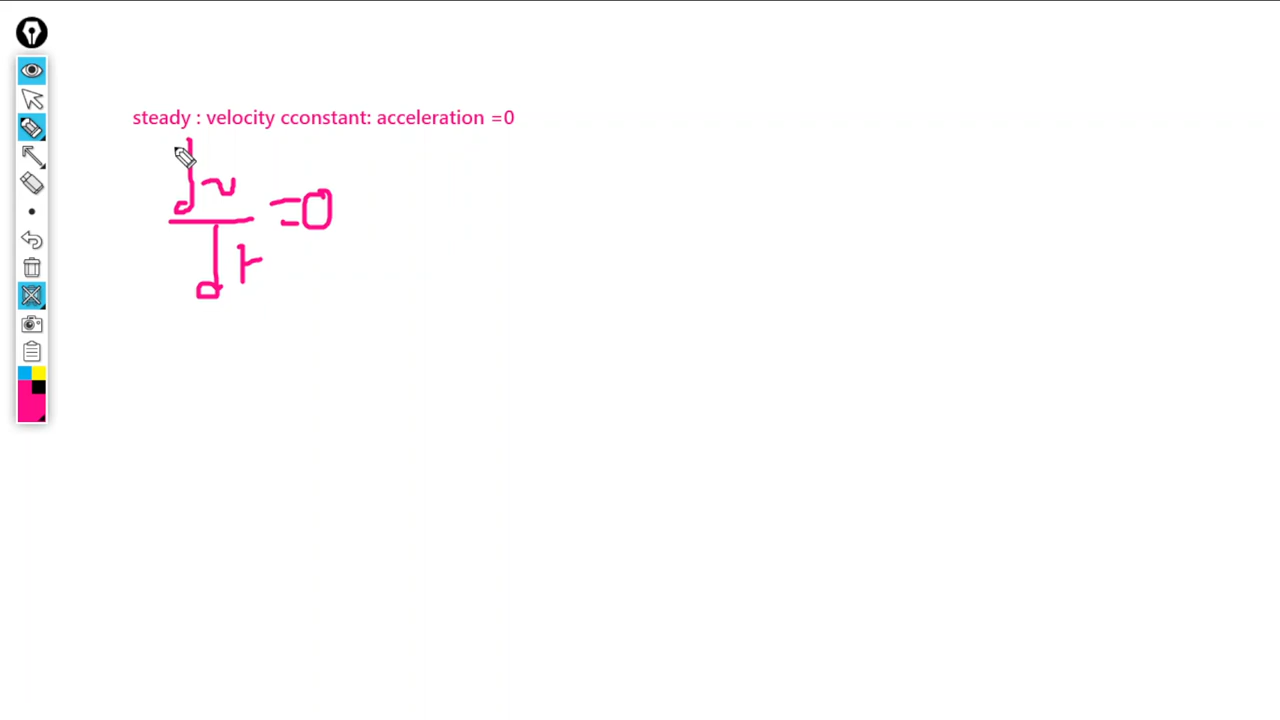 steady : velocity cconstant: acceleration =0
dv
=0
dt